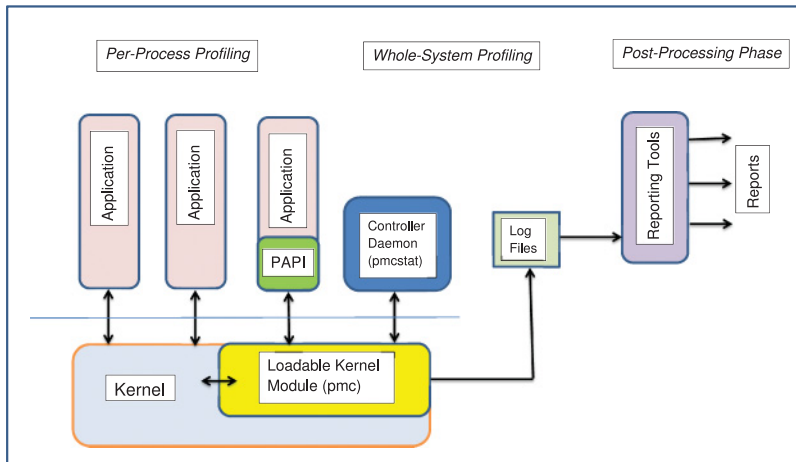 Per-Process Profiling
Whole-System Profiling
Post-Processing Phase
Application
Application
Application
PAPI
Controller
Daemon
(pmcstat)
Log
Files
Reporting Tools
Reports
Kernel
Loadable Kernel
Module (pmc)